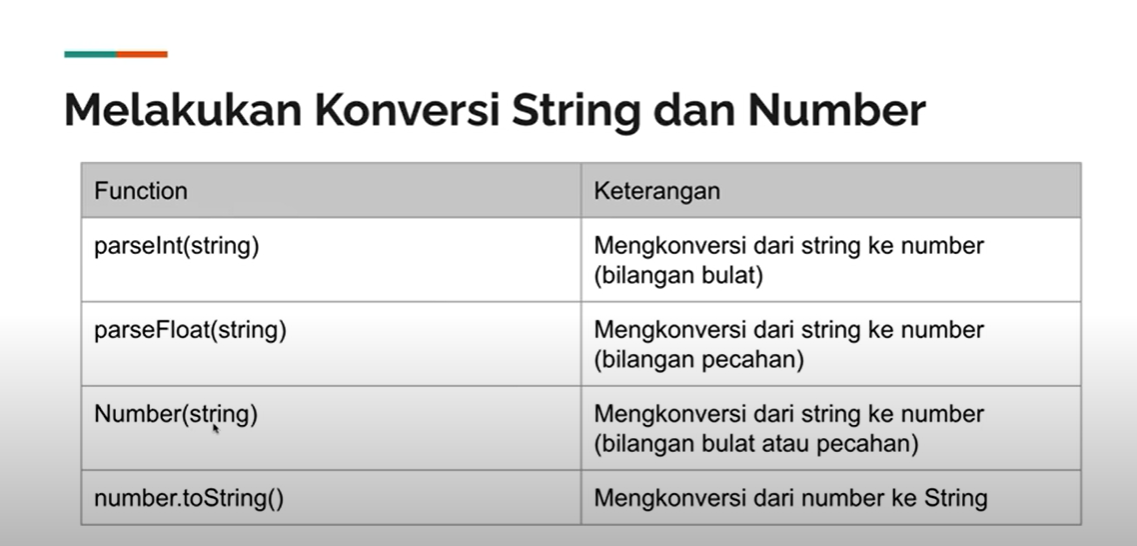 Melakukan Konversi String dan Number
Function
Keterangan
parseInt(string)
Mengkonversi dari string ke number
(bilangan bulat)
parseFloat(string)
Mengkonversi dari string ke number
(bilangan pecahan)
Number(string)
Mengkonversi dari string ke number
(bilangan bulat atau pecahan)
number.toString()
Mengkonversi dari number ke String